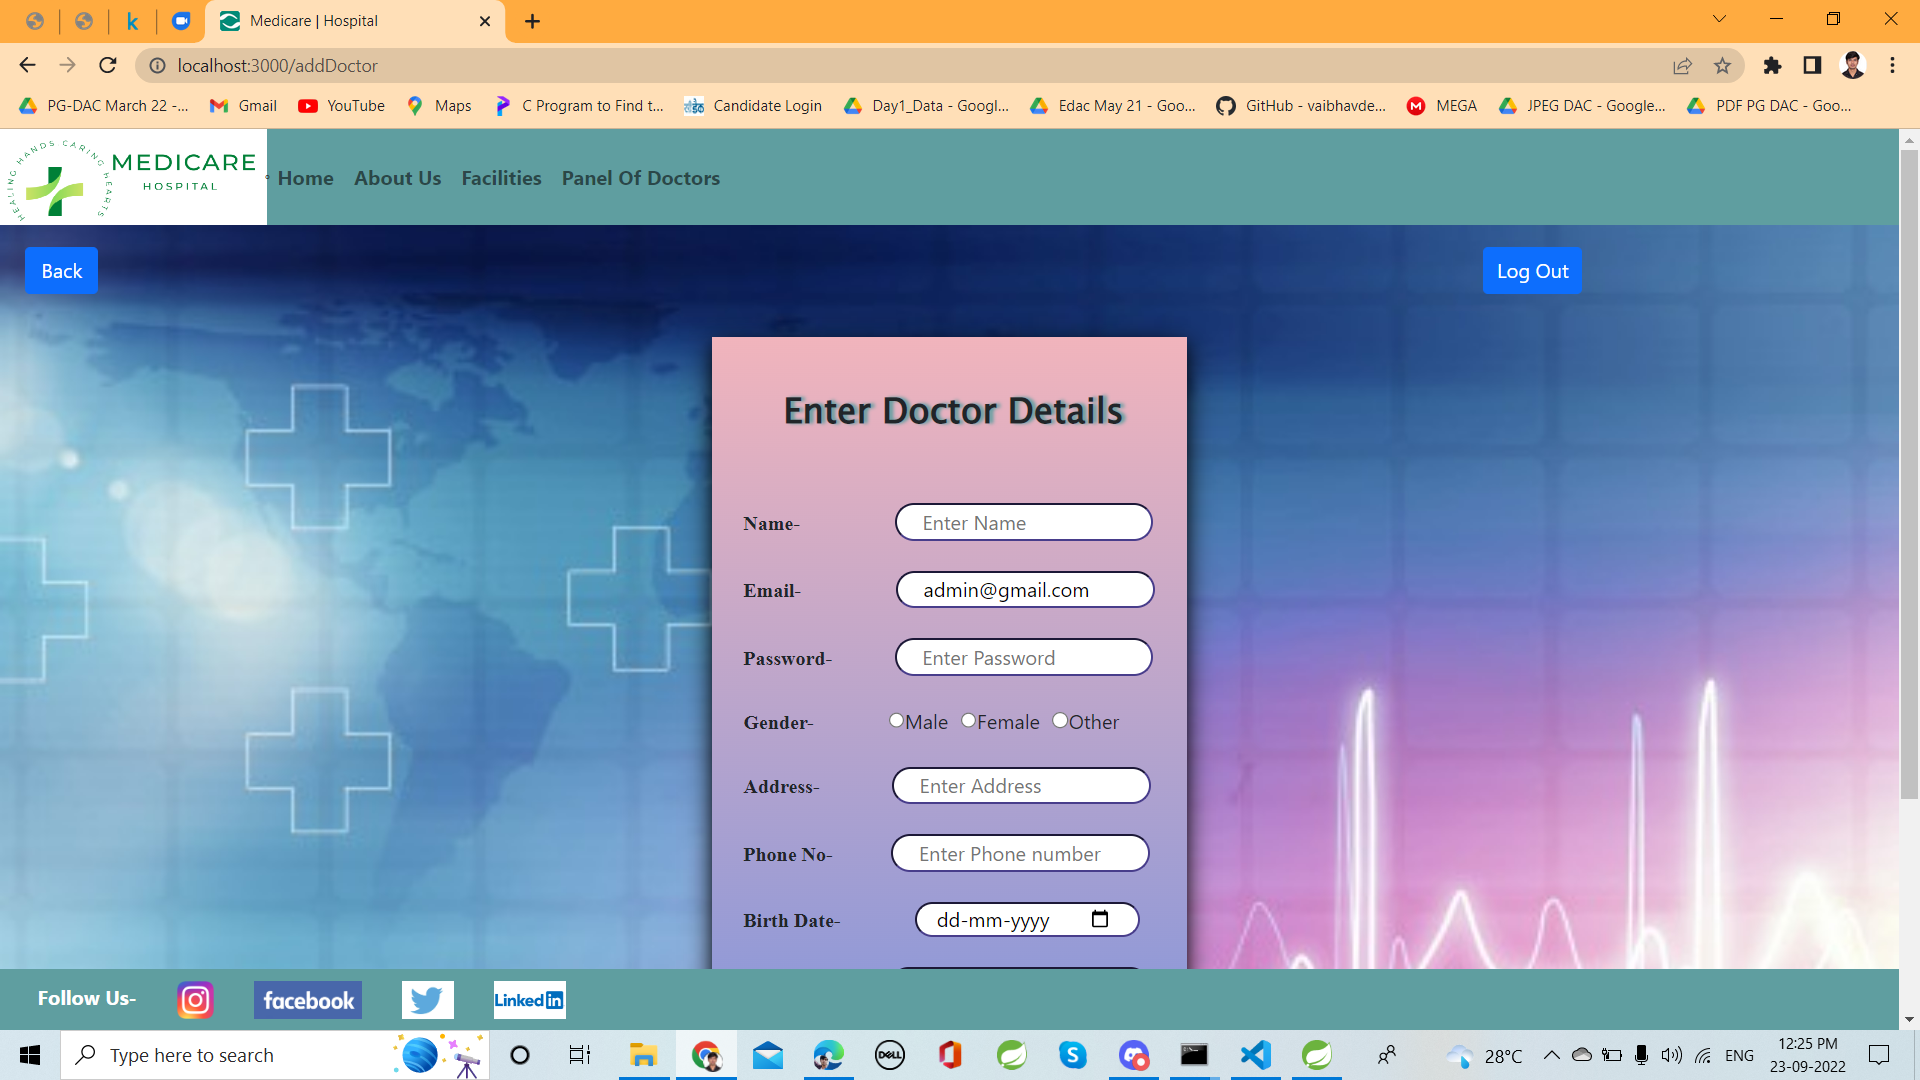 Medicare | Hospital
localhost:3000/addDoctor
PG-DAC March 22 -... Gmail YouTube Maps C Program to Find t... Candidate Login Day1_Data - Googl... Edac May 21 - Goo... GitHub - vaibhavde... MEGA JPEG DAC - Google... PDF PG DAC - Goo...
HEALING HANDS CARING HEARTS
MEDICARE
HOSPITAL
Home About Us Facilities Panel Of Doctors
Back
Log Out
Enter Doctor Details
Name- Enter Name
Email- admin@gmail.com
Password- Enter Password
Gender- Male Female Other
Address- Enter Address
Phone No- Enter Phone number
Birth Date- dd-mm-yyyy
Follow Us- facebook Linked in
Type here to search
DELL
28°C
ENG
12:25 PM
23-09-2022